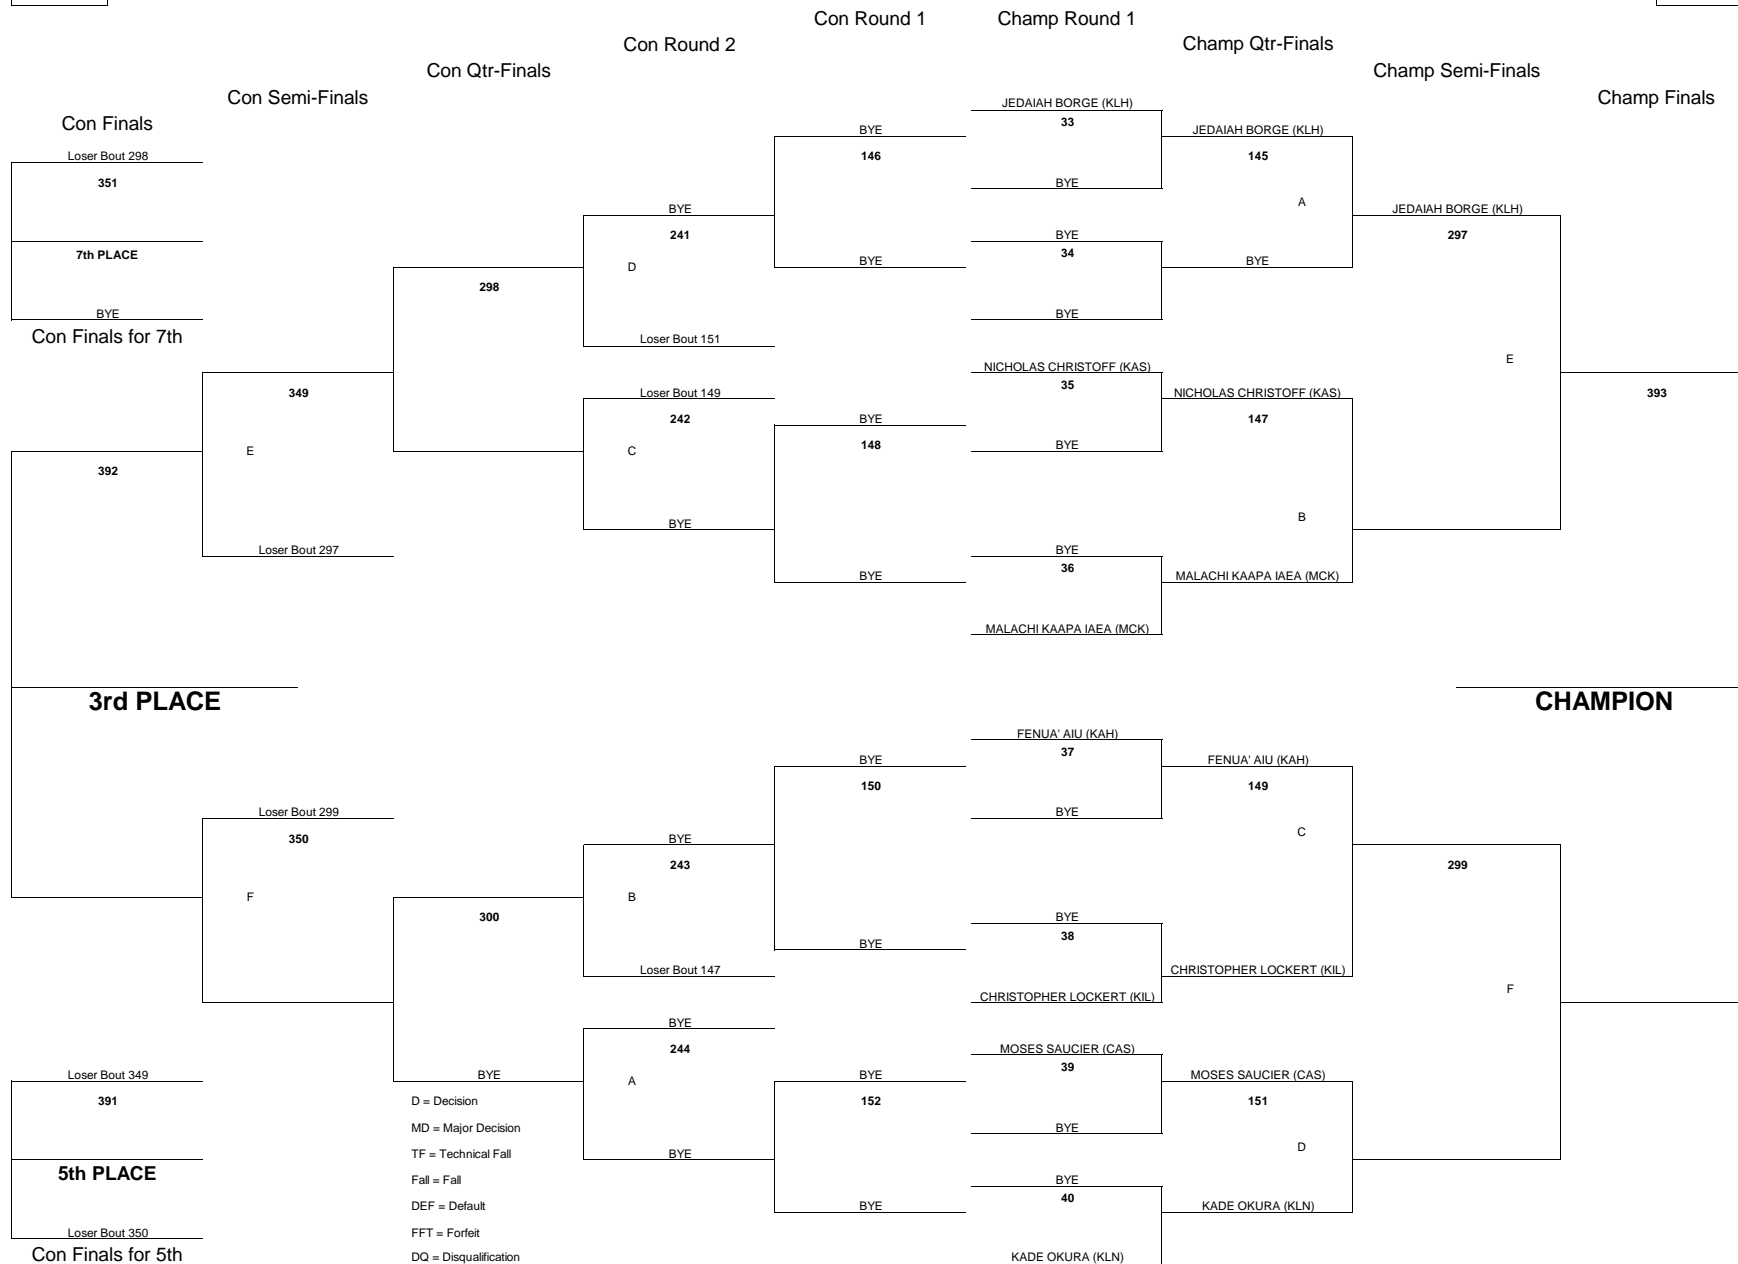 Con Round 1
Champ Round 1
Con Round 2
Champ Qtr-Finals
Con Qtr-Finals
Champ Semi-Finals
Con Semi-Finals
Champ Finals
JEDAIAH BORGE (KLH)
Con Finals
33
BYE
JEDAIAH BORGE (KLH)
Loser Bout 298
146
145
351
BYE
A
BYE
JEDAIAH BORGE (KLH)
241
BYE
297
7th PLACE
34
D
BYE
BYE
298
BYE
BYE
Con Finals for 7th
Loser Bout 151
E
NICHOLAS CHRISTOFF (KAS)
35
349
Loser Bout 149
NICHOLAS CHRISTOFF (KAS)
393
242
BYE
147
E
C
148
BYE
392
B
BYE
Loser Bout 297
BYE
36
BYE
MALACHI KAAPA IAEA (MCK)
MALACHI KAAPA IAEA (MCK)
3rd PLACE
CHAMPION
FENUA' AIU (KAH)
37
BYE
FENUA' AIU (KAH)
150
149
Loser Bout 299
BYE
350
BYE
C
243
299
F
B
300
BYE
38
BYE
Loser Bout 147
CHRISTOPHER LOCKERT (KIL)
F
CHRISTOPHER LOCKERT (KIL)
BYE
244
MOSES SAUCIER (CAS)
39
Loser Bout 349
BYE
A
BYE
MOSES SAUCIER (CAS)
391
D = Decision
152
151
MD = Major Decision
BYE
D
TF = Technical Fall
BYE
5th PLACE
Fall = Fall
BYE
40
DEF = Default
BYE
KADE OKURA (KLN)
Loser Bout 350
FFT = Forfeit
Con Finals for 5th
DQ = Disqualification
KADE OKURA (KLN)